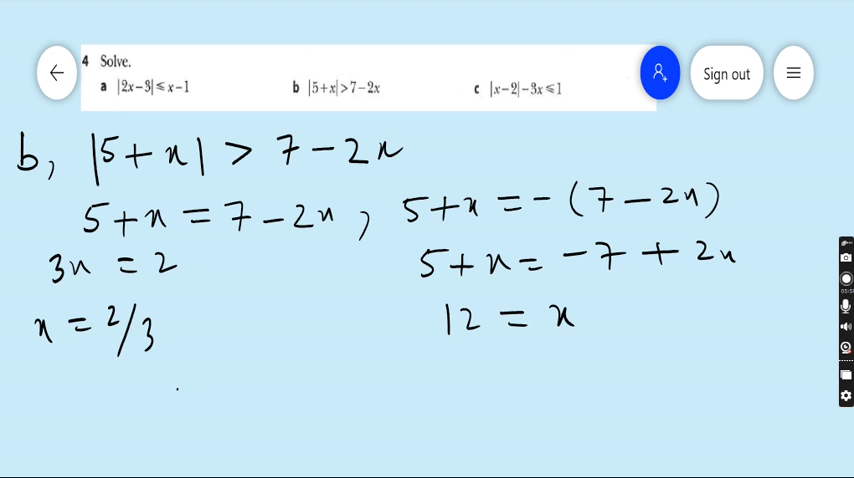 4 Solve.
a |2x−3|⩽x−1 b |5+x|>7−2x c |x−2|−3x⩽1
Sign out
b, |5+x| > 7−2x
5+x = 7−2x, 5+x = −(7−2x)
3x = 2 5+x = −7+2x
x = 2/3 12 = x